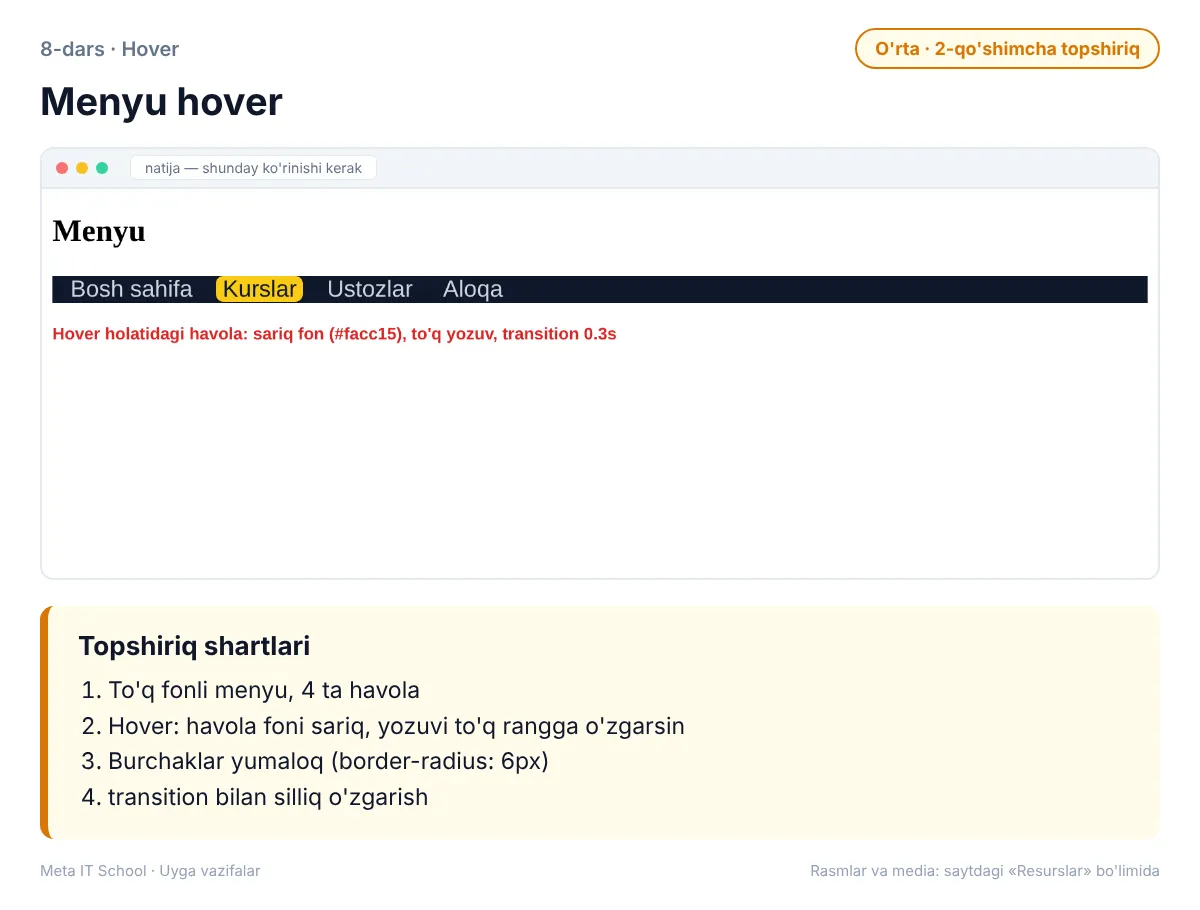 8-dars · Hover
O'rta · 2-qo'shimcha topshiriq
Menyu hover
natija — shunday ko'rinishi kerak
Menyu
Bosh sahifa Kurslar Ustozlar Aloqa
Hover holatidagi havola: sariq fon (#facc15), to'q yozuv, transition 0.3s
Topshiriq shartlari
1. To'q fonli menyu, 4 ta havola
2. Hover: havola foni sariq, yozuvi to'q rangga o'zgarsin
3. Burchaklar yumaloq (border-radius: 6px)
4. transition bilan silliq o'zgarish
Meta IT School · Uyga vazifalar
Rasmlar va media: saytdagi «Resurslar» bo'limida